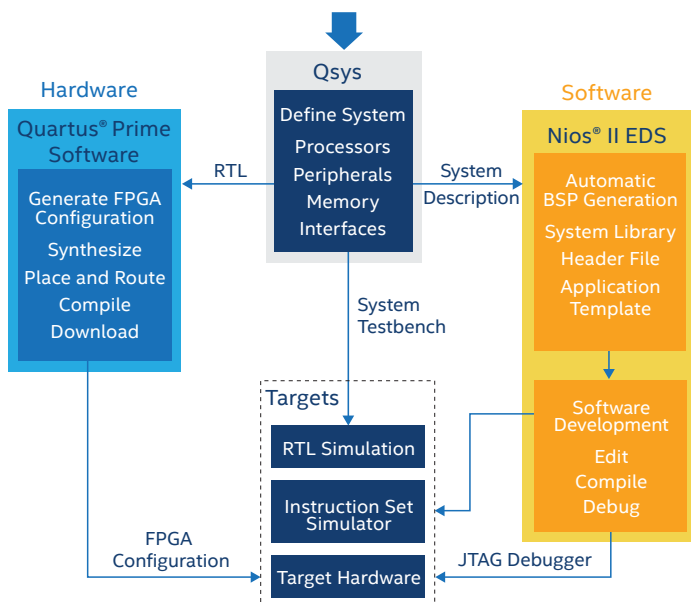 Qsys
Define System
Processors
Peripherals
Memory
Interfaces
Hardware
Quartus® Prime
Software
Generate FPGA
Configuration
Synthesize
Place and Route
Compile
Download
RTL
System
Description
Software
Nios® II EDS
Automatic
BSP Generation
System Library
Header File
Application
Template
Software
Development
Edit
Compile
Debug
System
Testbench
Targets
RTL Simulation
Instruction Set
Simulator
Target Hardware
FPGA
Configuration
JTAG Debugger